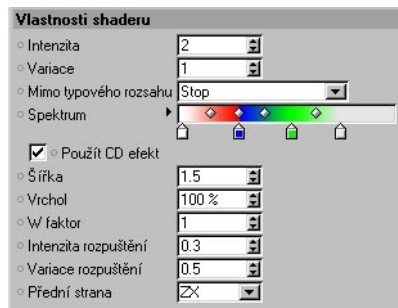 Vlastnosti shaderu
Intenzita 2
Variace 1
Mimo typového rozsahu Stop
Spektrum
Použít CD efekt
Šířka 1.5
Vrchol 100 %
W faktor 1
Intenzita rozpuštění 0.3
Variace rozpuštění 0.5
Přední strana ZX